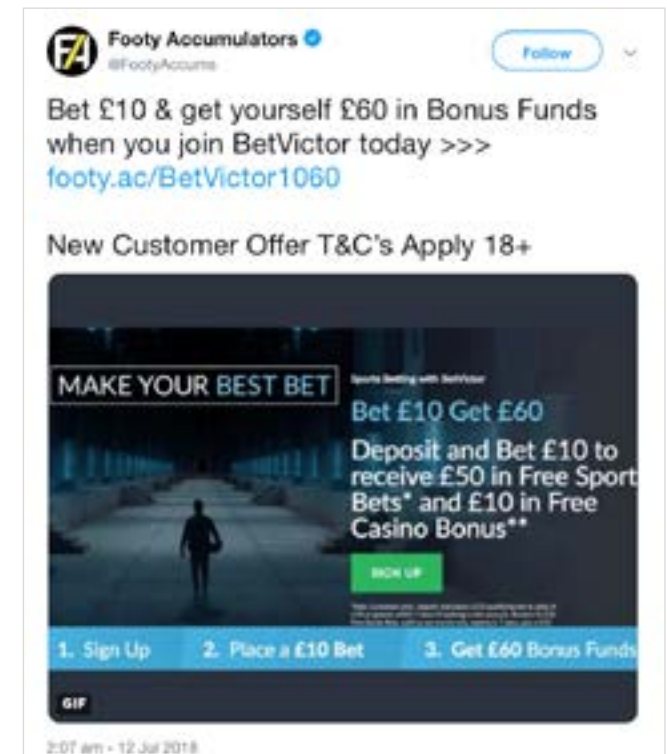 Footy Accumulators
Follow
@FootyAccums
Bet £10 & get yourself £60 in Bonus Funds
when you join BetVictor today >>>
footy.ac/BetVictor1060
New Customer Offer T&C's Apply 18+
MAKE YOUR BEST BET
Sports Betting with BetVictor
Bet £10 Get £60
Deposit and Bet £10 to
receive £50 in Free Sport
Bets* and £10 in Free
Casino Bonus**
SIGN UP
1. Sign Up
2. Place a £10 Bet
3. Get £60 Bonus Funds
GIF
2:07 am - 12 Jul 2018